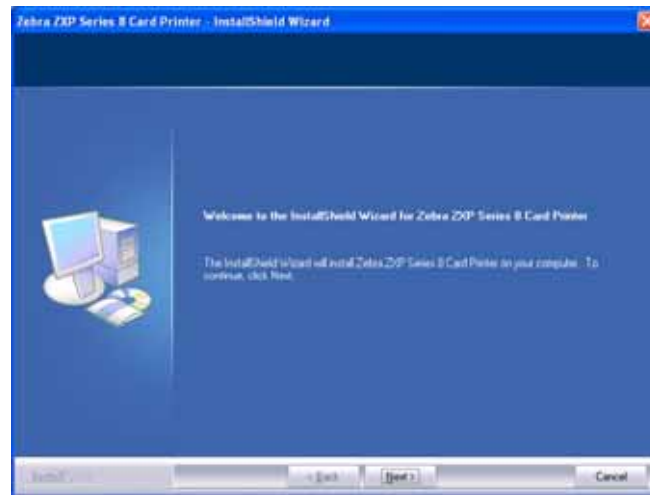 Zebra ZXP Series 8 Card Printer - InstallShield Wizard
Welcome to the InstallShield Wizard for Zebra ZXP Series 8 Card Printer
The InstallShield Wizard will install Zebra ZXP Series 8 Card Printer on your computer. To
continue, click Next.
InstallShield
< Back
Next >
Cancel